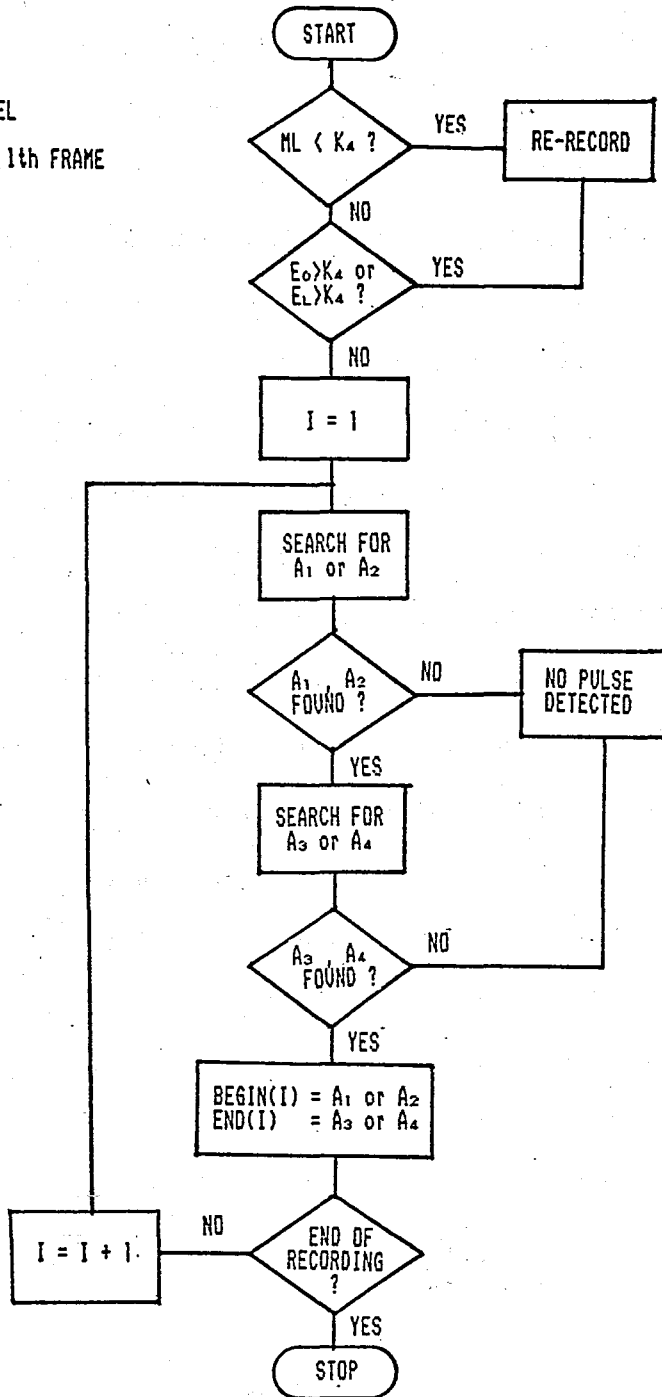 START
EL
1th FRAME
ML < K₄ ?
YES
RE-RECORD
NO
E₀>K₄ or
E_L>K₄ ?
YES
NO
I = 1
SEARCH FOR
A₁ or A₂
A₁ , A₂
FOUND ?
NO
NO PULSE
DETECTED
YES
SEARCH FOR
A₃ or A₄
A₃ , A₄
FOUND ?
NO
YES
BEGIN(I) = A₁ or A₂
END(I) = A₃ or A₄
I = I + 1
NO
END OF
RECORDING
?
YES
STOP